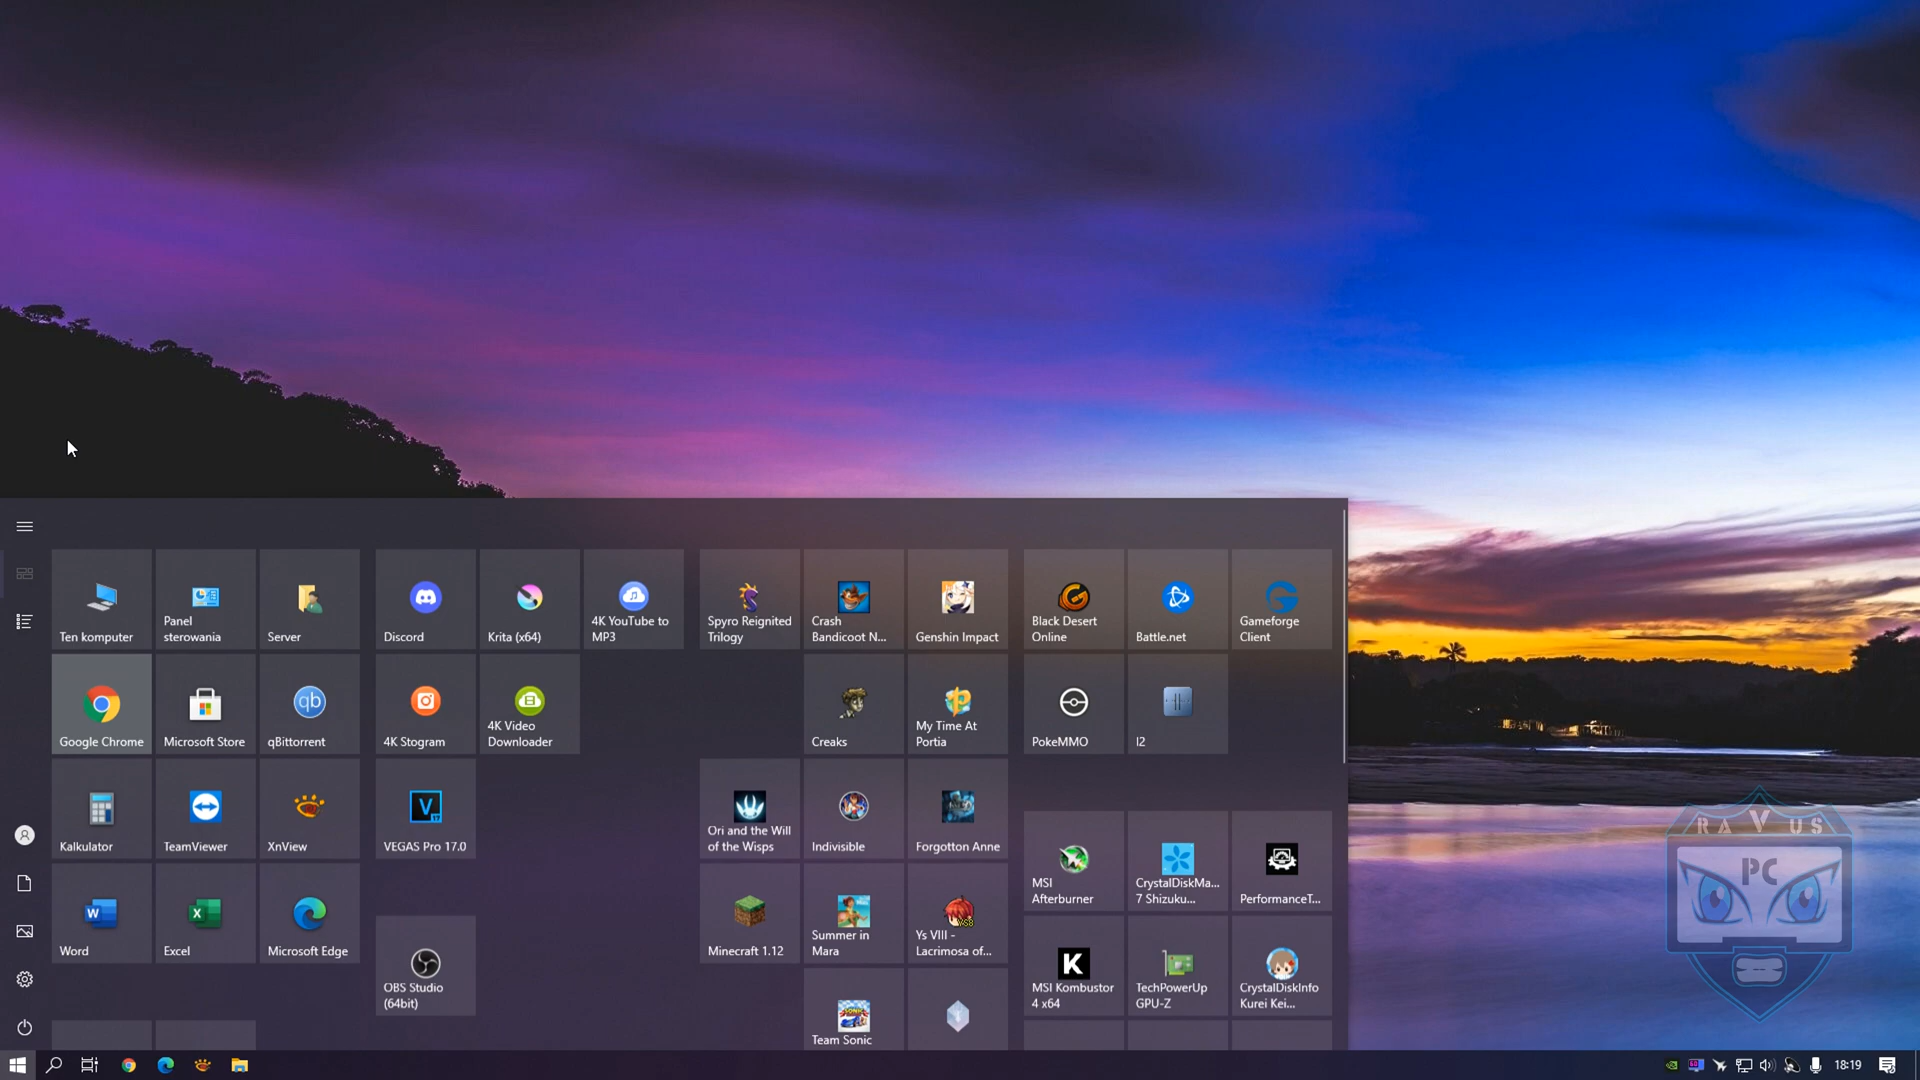 Ten komputer
Panel
sterowania
Server
Discord
Krita (x64)
4K YouTube to
MP3
Spyro Reignited
Trilogy
Crash
Bandicoot N...
Genshin Impact
Black Desert
Online
Battle.net
Gameforge
Client
Google Chrome
Microsoft Store
qb
qBittorrent
4K Stogram
4K Video
Downloader
Creaks
My Time At
Portia
PokeMMO
l2
Kalkulator
TeamViewer
XnView
V
17
VEGAS Pro 17.0
Ori and the Will
of the Wisps
Indivisible
Forgotton Anne
MSI
Afterburner
CrystalDiskMa...
7 Shizuku...
PerformanceT...
W
Word
X
Excel
Microsoft Edge
OBS Studio
(64bit)
Minecraft 1.12
Summer in
Mara
YS8
Ys VIII -
Lacrimosa of...
K
MSI Kombustor
4 x64
TechPowerUp
GPU-Z
CrystalDiskInfo
Kurei Kei...
SONIC
Team Sonic
RAVUS
PC
18:19